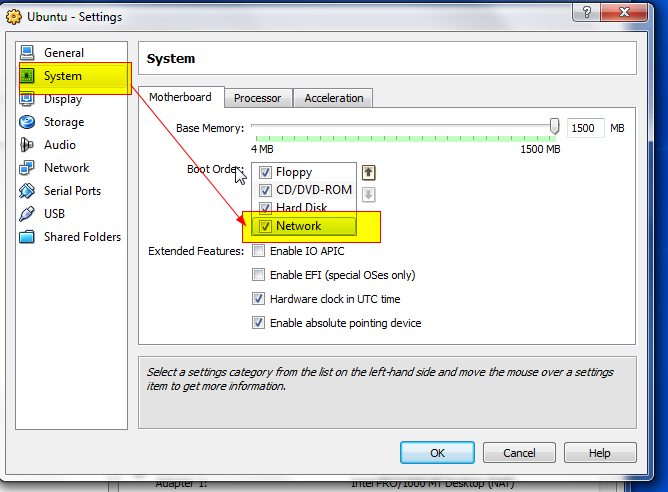 Ubuntu - Settings
?
General
System
Display
Storage
Audio
Network
Serial Ports
USB
Shared Folders
System
Motherboard Processor Acceleration
Base Memory: 1500 MB
4 MB 1500 MB
Boot Order: Floppy
CD/DVD-ROM
Hard Disk
Network
Extended Features: Enable IO APIC
Enable EFI (special OSes only)
Hardware clock in UTC time
Enable absolute pointing device
Select a settings category from the list on the left-hand side and move the mouse over a settings
item to get more information.
OK Cancel Help
Adapter 1: Intel PRO/1000 MT Desktop (NAT)